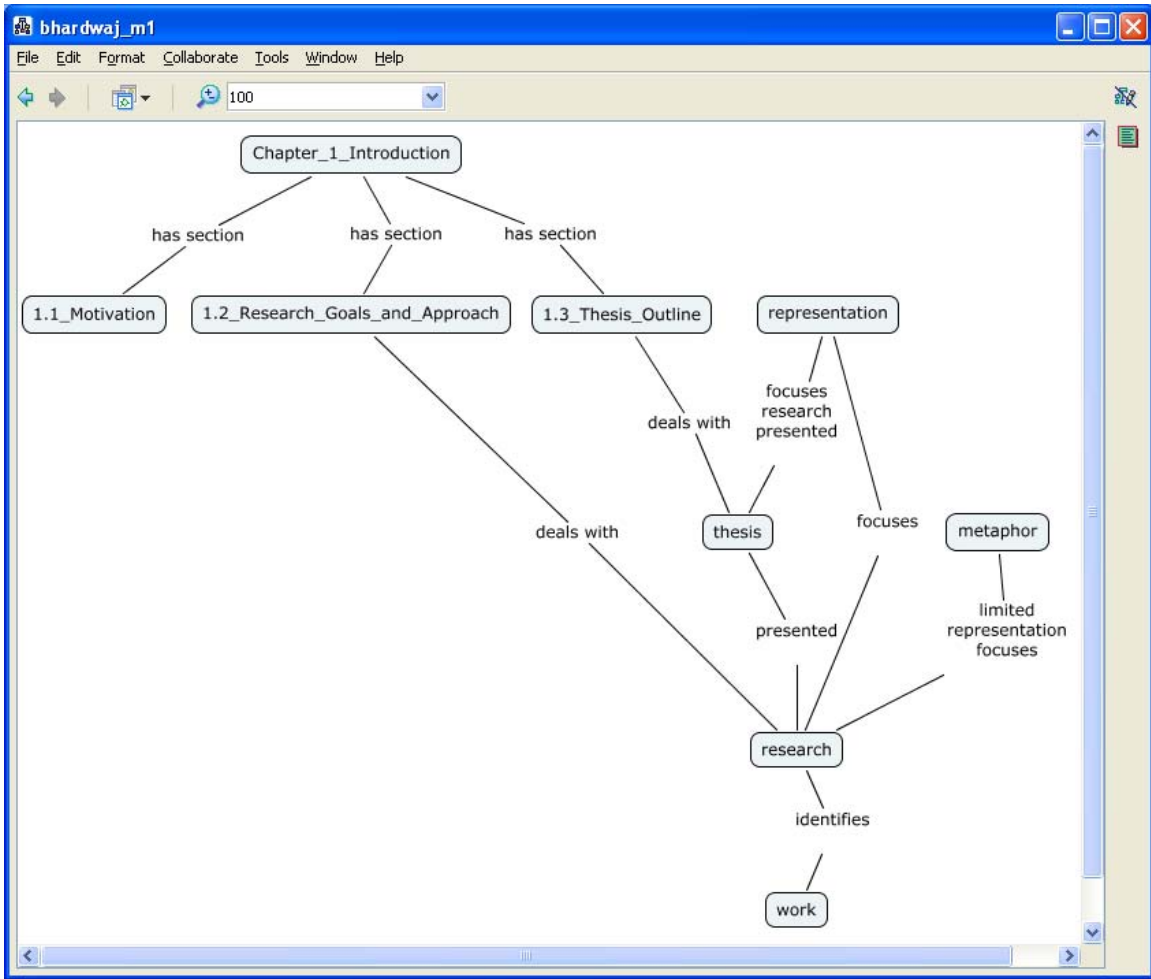 bhardwaj_m1
File Edit Format Collaborate Tools Window Help
100
Chapter_1_Introduction
has section
has section
has section
1.1_Motivation
1.2_Research_Goals_and_Approach
1.3_Thesis_Outline
representation
focuses
research
presented
deals with
deals with
thesis
focuses
metaphor
presented
limited
representation
focuses
research
identifies
work